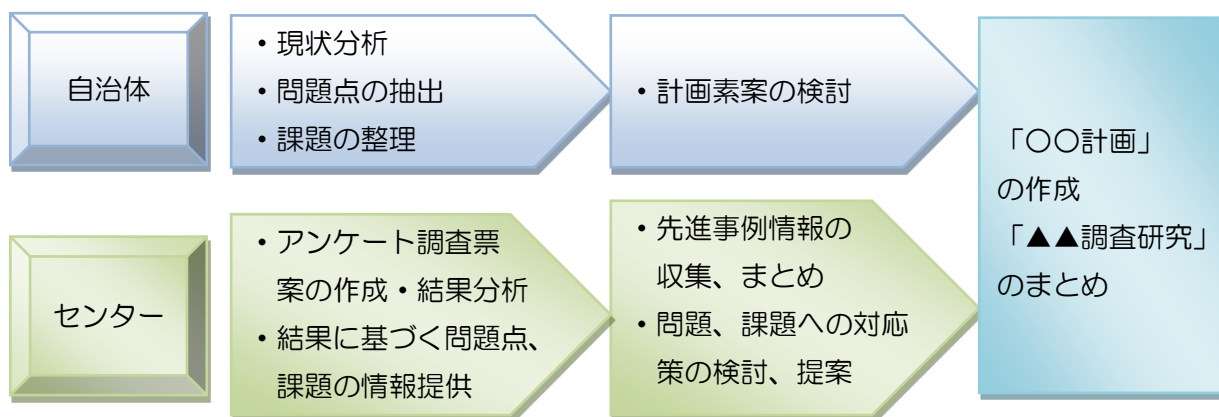 自治体
・現状分析
・問題点の抽出
・課題の整理
・計画素案の検討
センター
・アンケート調査票
案の作成・結果分析
・結果に基づく問題点、
課題の情報提供
・先進事例情報の
収集、まとめ
・問題、課題への対応
策の検討、提案
「〇〇計画」
の作成
「▲▲調査研究」
のまとめ